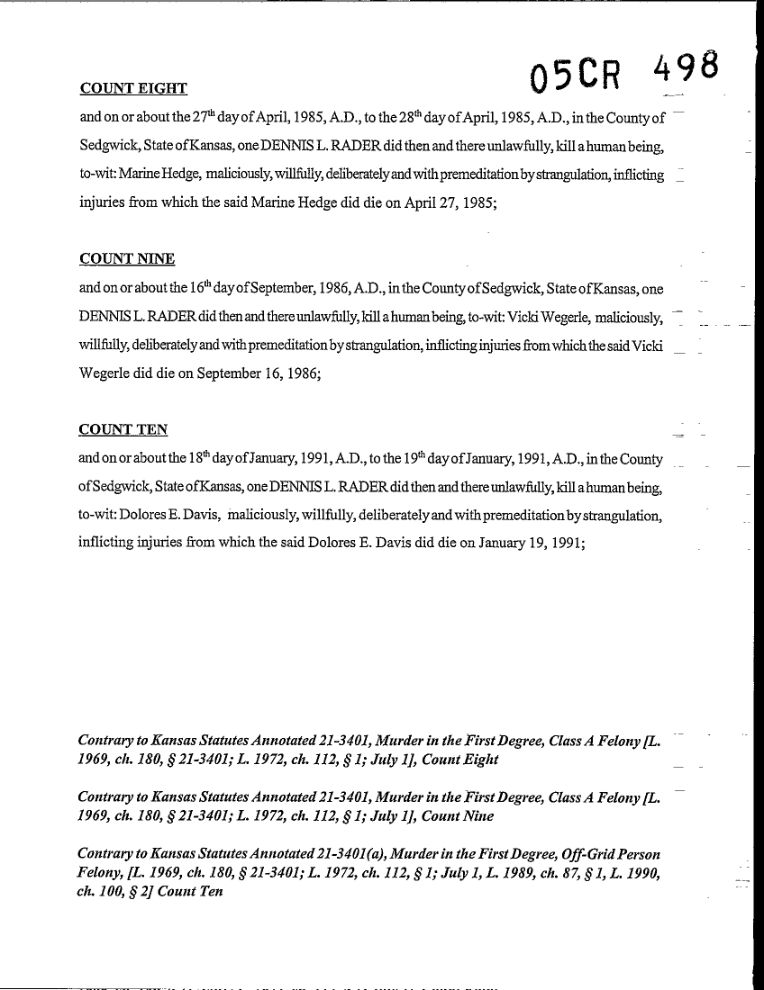 05CR 498
COUNT EIGHT
and on or about the 27th day of April, 1985, A.D., to the 28th day of April, 1985, A.D., in the County of
Sedgwick, State of Kansas, one DENNIS L. RADER did then and there unlawfully, kill a human being,
to-wit: Marine Hedge, maliciously, willfully, deliberately and with premeditation by strangulation, inflicting
injuries from which the said Marine Hedge did die on April 27, 1985;
COUNT NINE
and on or about the 16th day of September, 1986, A.D., in the County of Sedgwick, State of Kansas, one
DENNIS L. RADER did then and there unlawfully, kill a human being, to-wit: Vicki Wegerle, maliciously,
willfully, deliberately and with premeditation by strangulation, inflicting injuries from which the said Vicki
Wegerle did die on September 16, 1986;
COUNT TEN
and on or about the 18th day of January, 1991, A.D., to the 19th day of January, 1991, A.D., in the County
of Sedgwick, State of Kansas, one DENNIS L. RADER did then and there unlawfully, kill a human being,
to-wit: Dolores E. Davis, maliciously, willfully, deliberately and with premeditation by strangulation,
inflicting injuries from which the said Dolores E. Davis did die on January 19, 1991;
Contrary to Kansas Statutes Annotated 21-3401, Murder in the First Degree, Class A Felony [L.
1969, ch. 180, § 21-3401; L. 1972, ch. 112, § 1; July 1], Count Eight
Contrary to Kansas Statutes Annotated 21-3401, Murder in the First Degree, Class A Felony [L.
1969, ch. 180, § 21-3401; L. 1972, ch. 112, § 1; July 1], Count Nine
Contrary to Kansas Statutes Annotated 21-3401(a), Murder in the First Degree, Off-Grid Person
Felony, [L. 1969, ch. 180, § 21-3401; L. 1972, ch. 112, § 1; July 1, L. 1989, ch. 87, § 1, L. 1990,
ch. 100, § 2] Count Ten